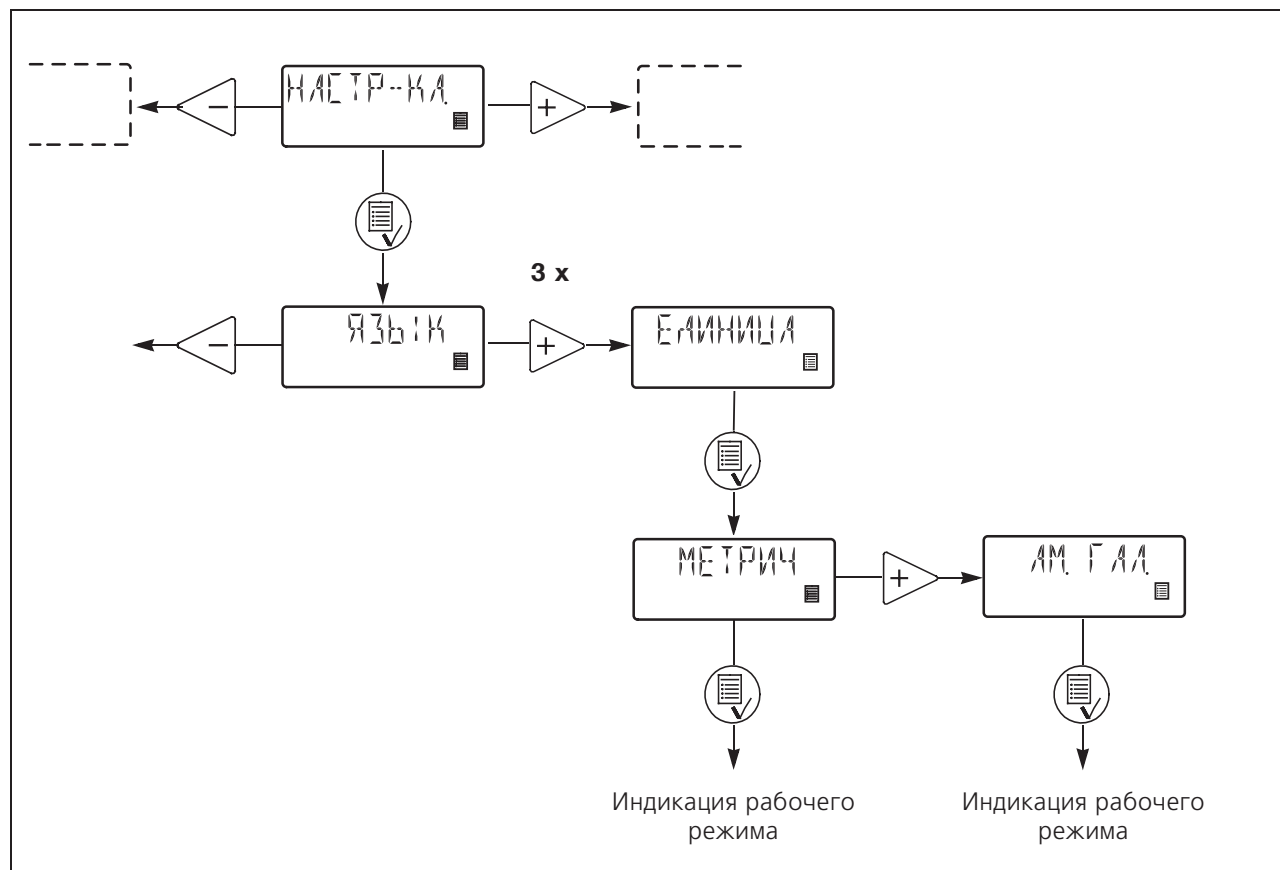 НАСТР-КА.
−
+
3 x
ЯЗЫК
−
+
ЕДИНИЦА
МЕТРИЧ
+
АМ. ГАЛ.
Индикация рабочего
режима
Индикация рабочего
режима